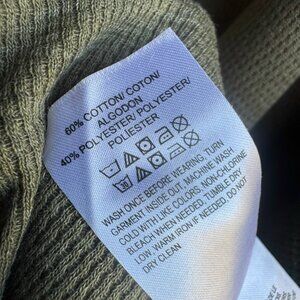 60% COTTON/ COTON/
ALGODON
40% POLYESTER/ POLYESTER/
POLIESTER
WASH ONCE BEFORE WEARING, TURN
GARMENT INSIDE OUT. MACHINE WASH
COLD WITH LIKE COLORS. NON-CHLORINE
BLEACH WHEN NEEDED. TUMBLE DRY
LOW. WARM IRON IF NEEDED. DO NOT
DRY CLEAN